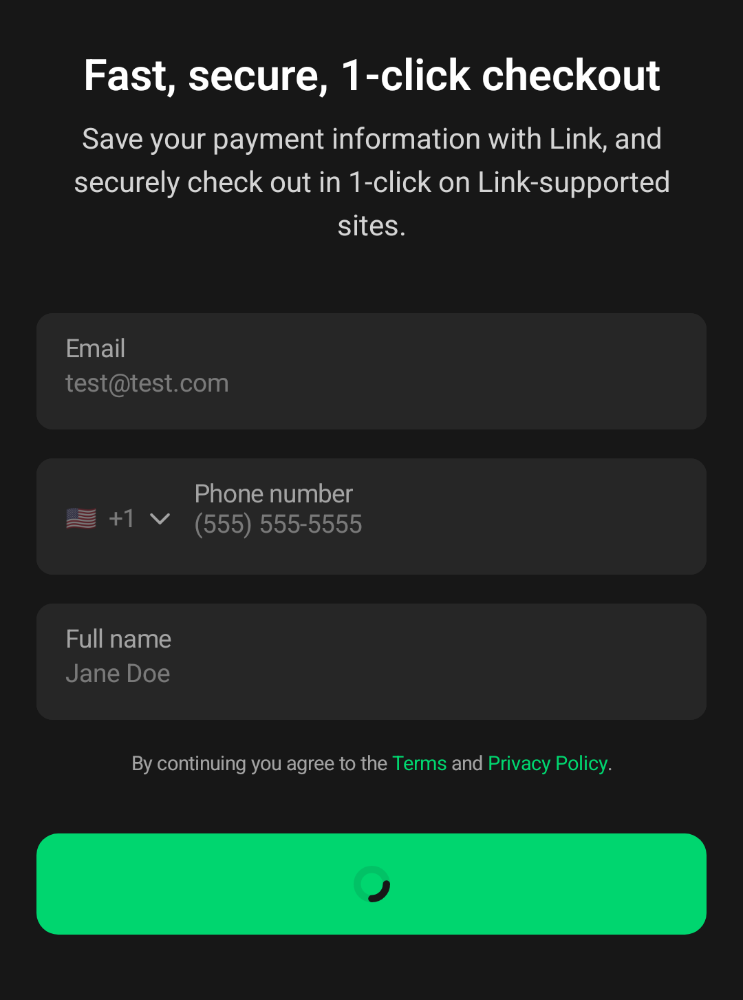 Fast, secure, 1-click checkout
Save your payment information with Link, and
securely check out in 1-click on Link-supported
sites.
Email
test@test.com
Phone number
🇺🇸 +1 (555) 555-5555
Full name
Jane Doe
By continuing you agree to the Terms and Privacy Policy.